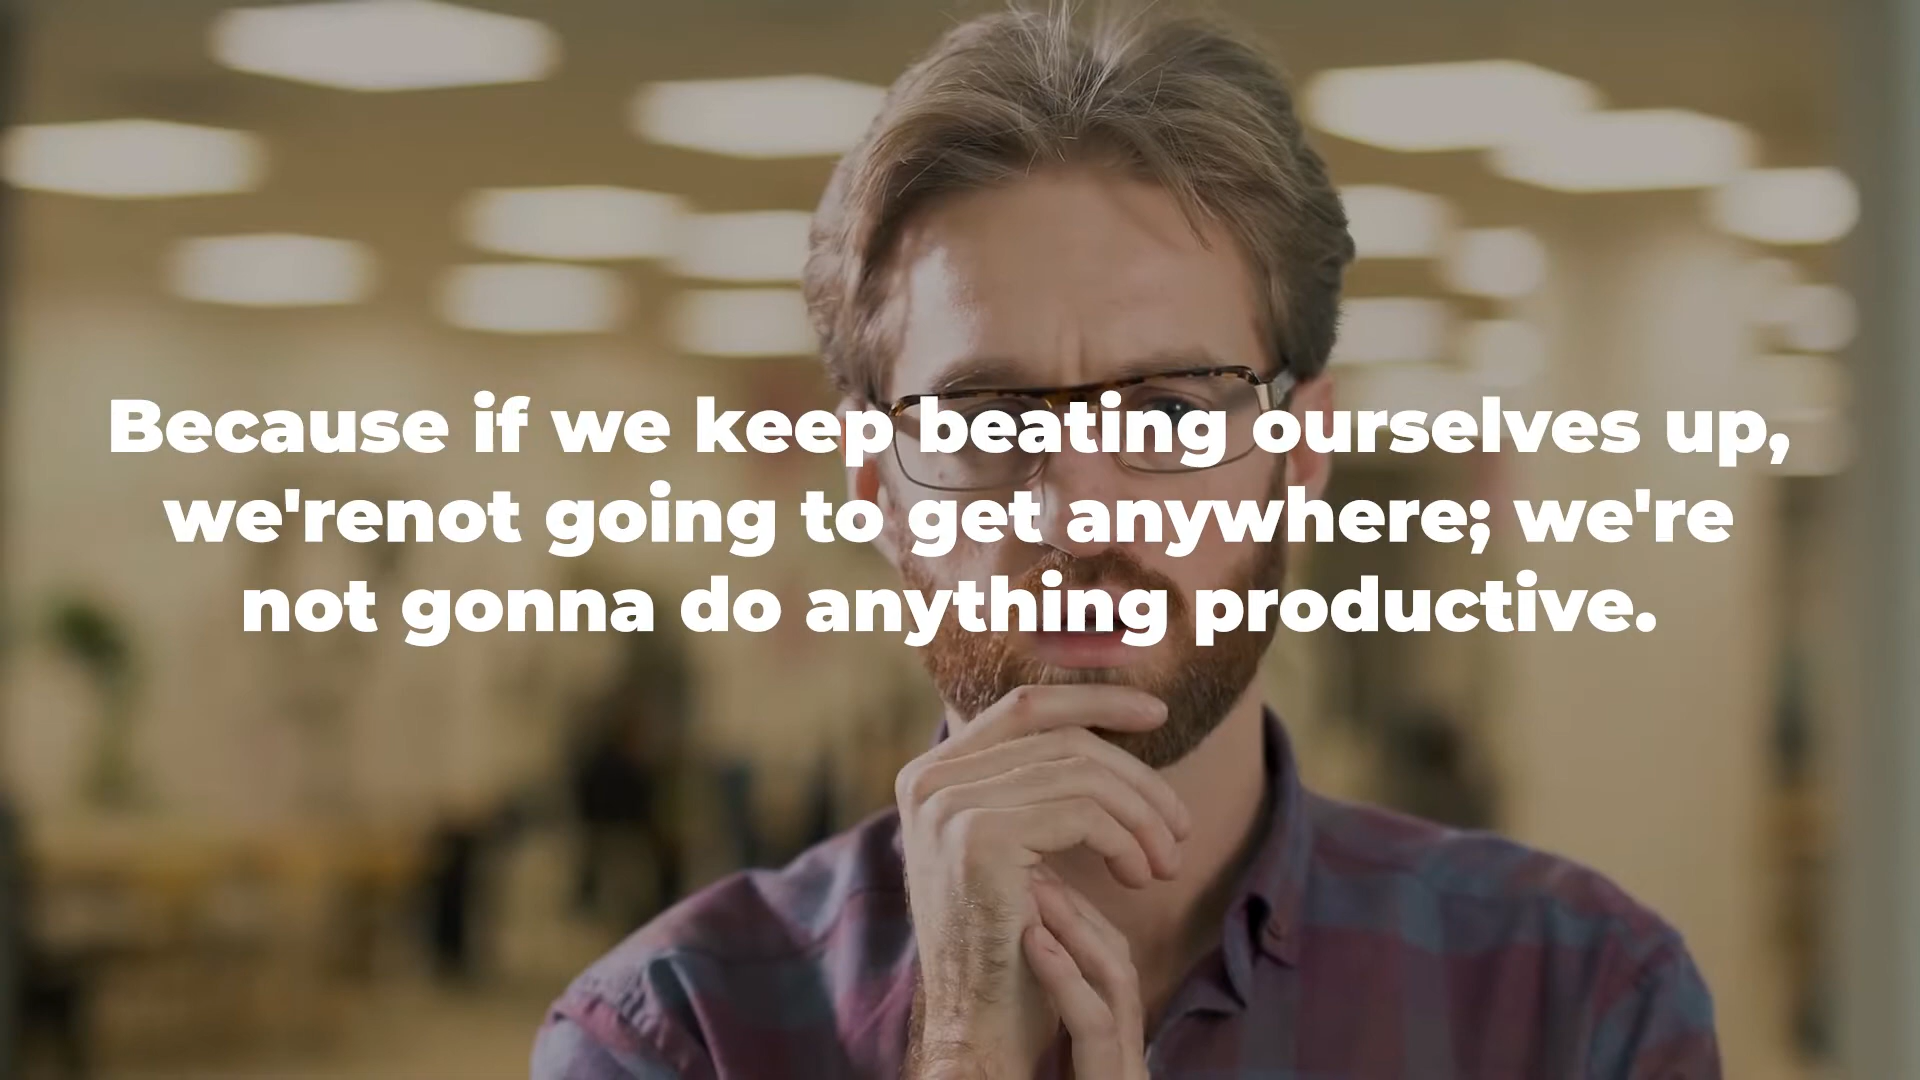 Because if we keep beating ourselves up,
we'renot going to get anywhere; we're
not gonna do anything productive.